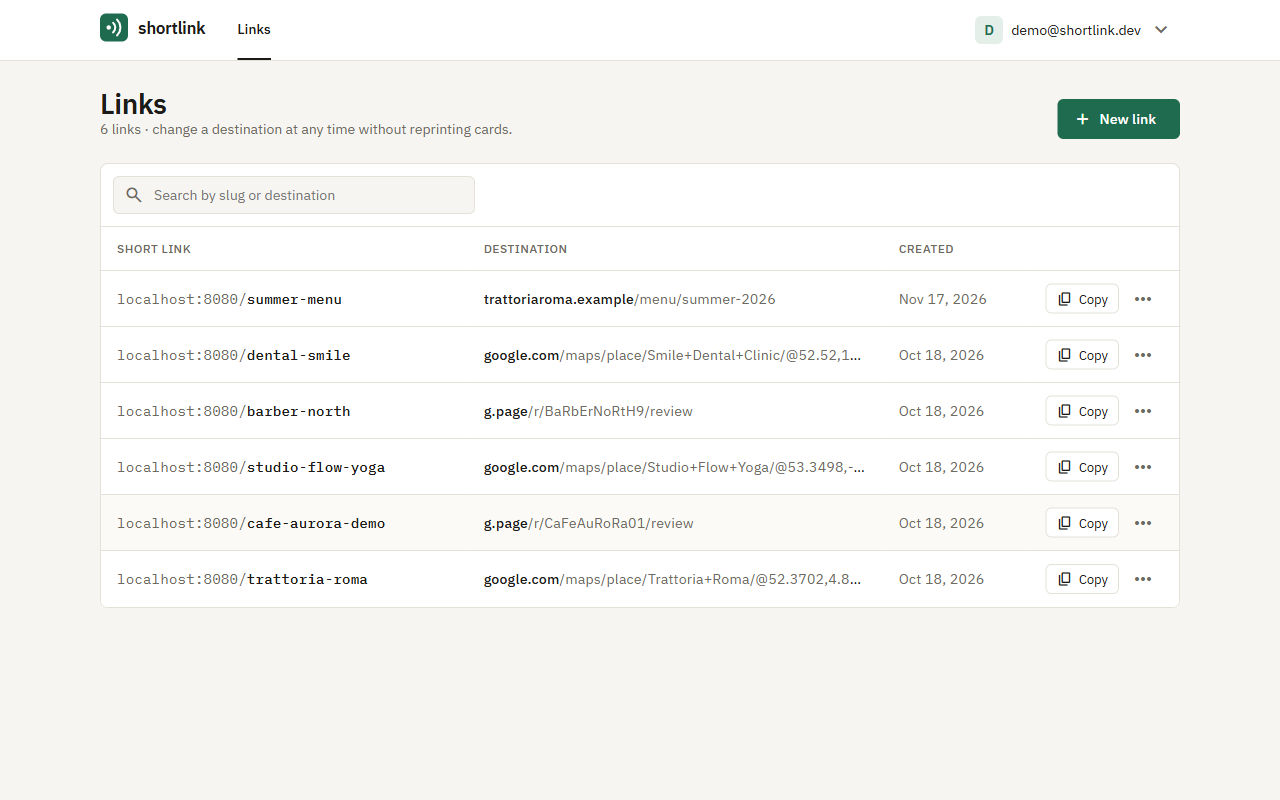 shortlink Links D demo@shortlink.dev
Links
6 links · change a destination at any time without reprinting cards.
+ New link
Search by slug or destination
SHORT LINK DESTINATION CREATED
localhost:8080/summer-menu trattoriaroma.example/menu/summer-2026 Nov 17, 2026 Copy
localhost:8080/dental-smile google.com/maps/place/Smile+Dental+Clinic/@52.52,1... Oct 18, 2026 Copy
localhost:8080/barber-north g.page/r/BaRbErNoRtH9/review Oct 18, 2026 Copy
localhost:8080/studio-flow-yoga google.com/maps/place/Studio+Flow+Yoga/@53.3498,-... Oct 18, 2026 Copy
localhost:8080/cafe-aurora-demo g.page/r/CaFeAuRoRa01/review Oct 18, 2026 Copy
localhost:8080/trattoria-roma google.com/maps/place/Trattoria+Roma/@52.3702,4.8... Oct 18, 2026 Copy